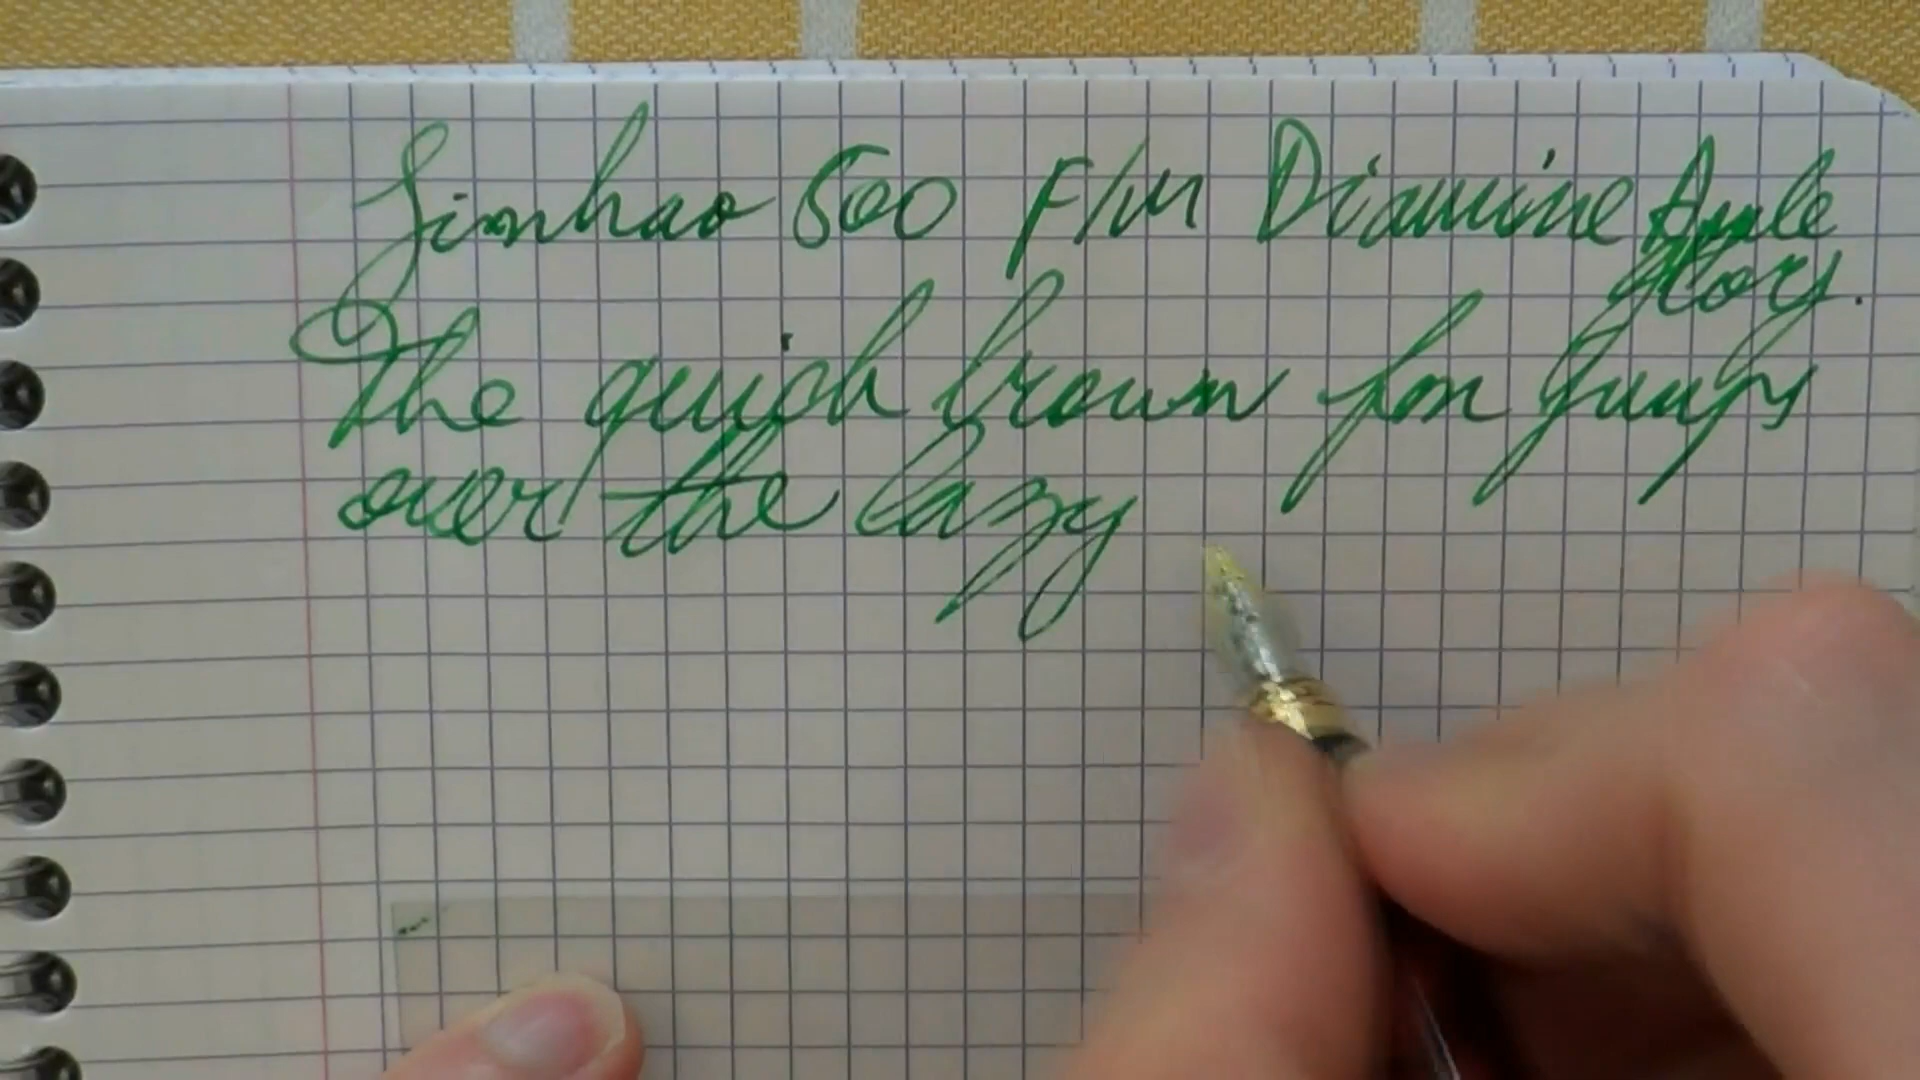 Jinhao 500 F/M Diamine Apple
Glory.
The quick brown fox jumps
over the lazy